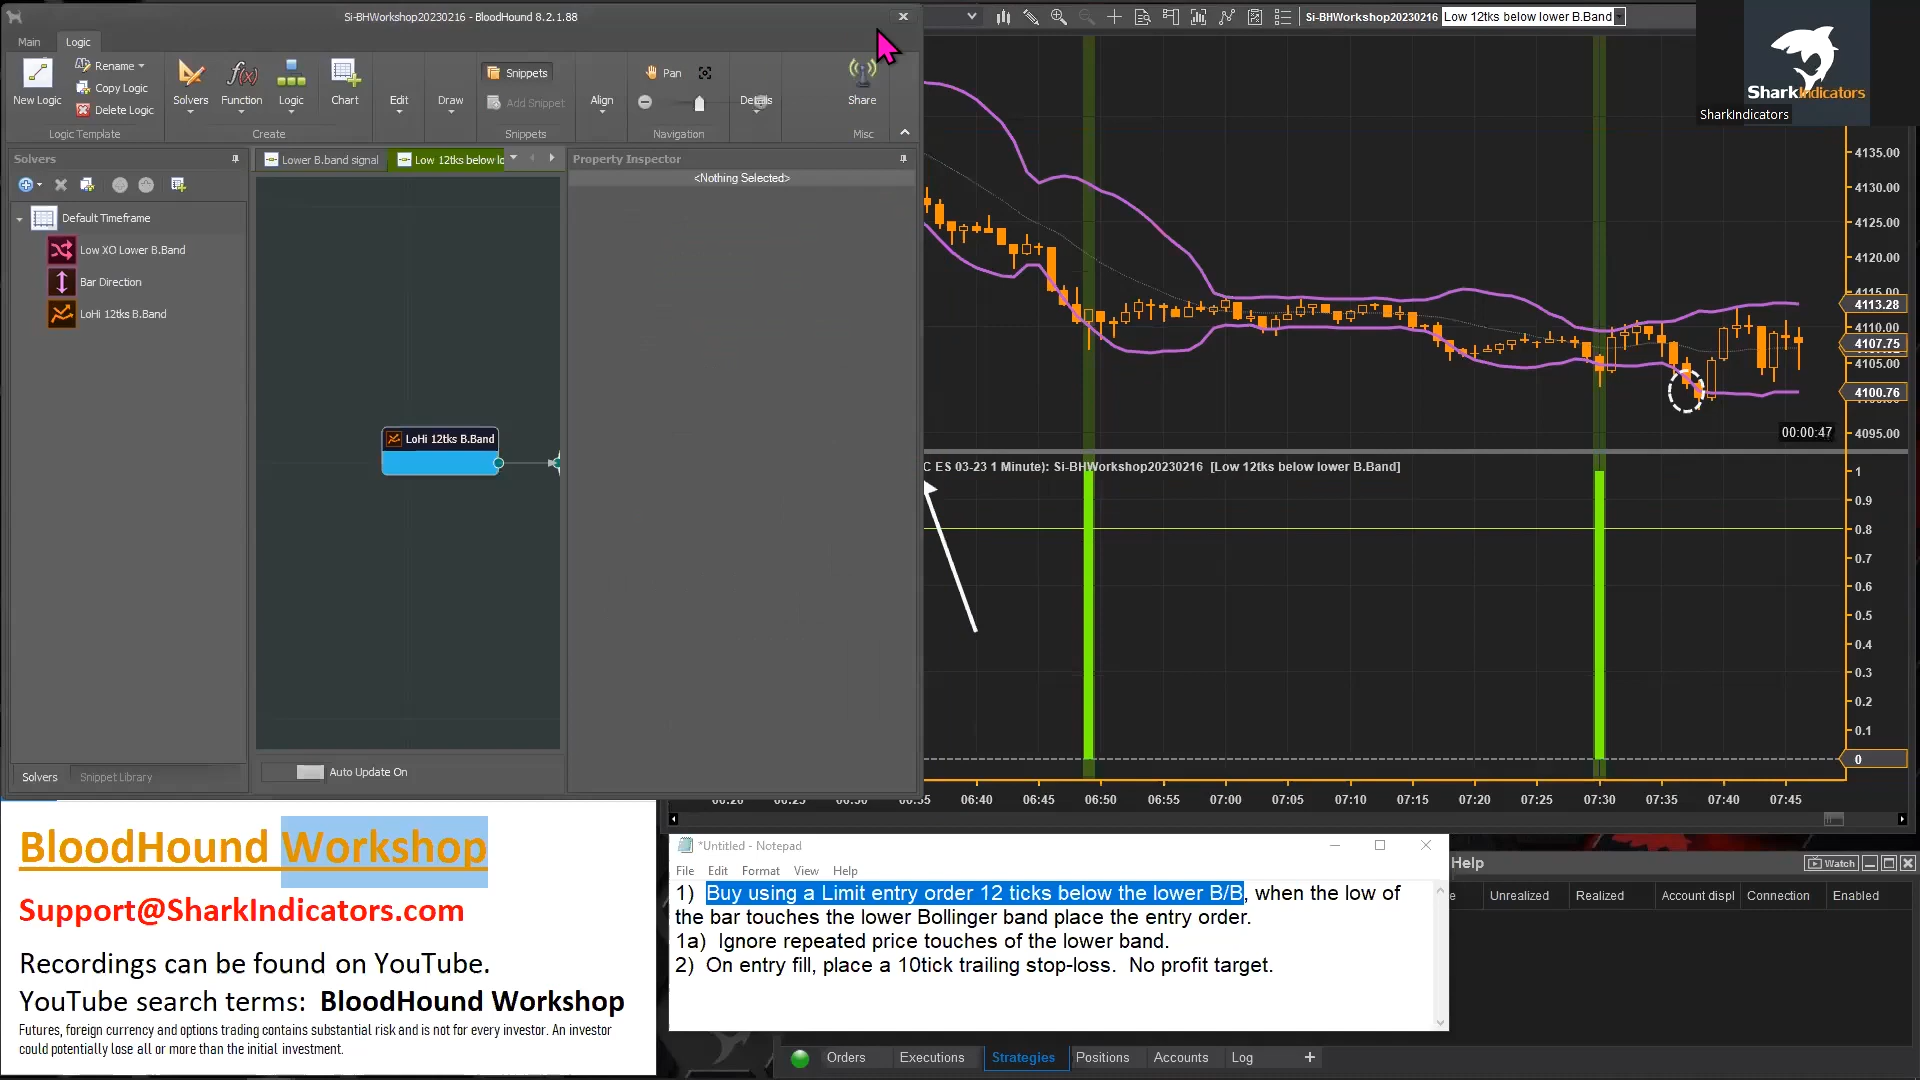 Si-BHWorkshop20230216 - BloodHound 8.2.1.88
Main
Logic
New Logic
Rename
Copy Logic
Delete Logic
Logic Template
Solvers
Function
Logic
Create
Chart
Edit
Draw
Snippets
Add Snippet
Snippets
Align
Pan
Navigation
Details
Share
Misc
Solvers
Default Timeframe
Low XO Lower B.Band
Bar Direction
LoHi 12tks B.Band
Solvers
Snippet Library
Lower B.band signal
Low 12tks below lo
LoHi 12tks B.Band
Auto Update On
Property Inspector
<Nothing Selected>
Si-BHWorkshop20230216
Low 12tks below lower B.Band
SharkIndicators
SharkIndicators
4135.00
4130.00
4125.00
4120.00
4115.00
4113.28
4110.00
4107.75
4105.00
4100.76
4095.00
00:00:47
C ES 03-23 1 Minute): Si-BHWorkshop20230216 [Low 12tks below lower B.Band]
1
0.9
0.8
0.7
0.6
0.5
0.4
0.3
0.2
0.1
0
06:40 06:45 06:50 06:55 07:00 07:05 07:10 07:15 07:20 07:25 07:30 07:35 07:40 07:45
BloodHound Workshop
Support@SharkIndicators.com
Recordings can be found on YouTube.
YouTube search terms: BloodHound Workshop
Futures, foreign currency and options trading contains substantial risk and is not for every investor. An investor
could potentially lose all or more than the initial investment.
*Untitled - Notepad
File Edit Format View Help
1) Buy using a Limit entry order 12 ticks below the lower B/B, when the low of
the bar touches the lower Bollinger band place the entry order.
1a) Ignore repeated price touches of the lower band.
2) On entry fill, place a 10tick trailing stop-loss. No profit target.
Help
Watch
Unrealized Realized Account displ Connection Enabled
Orders Executions Strategies Positions Accounts Log +